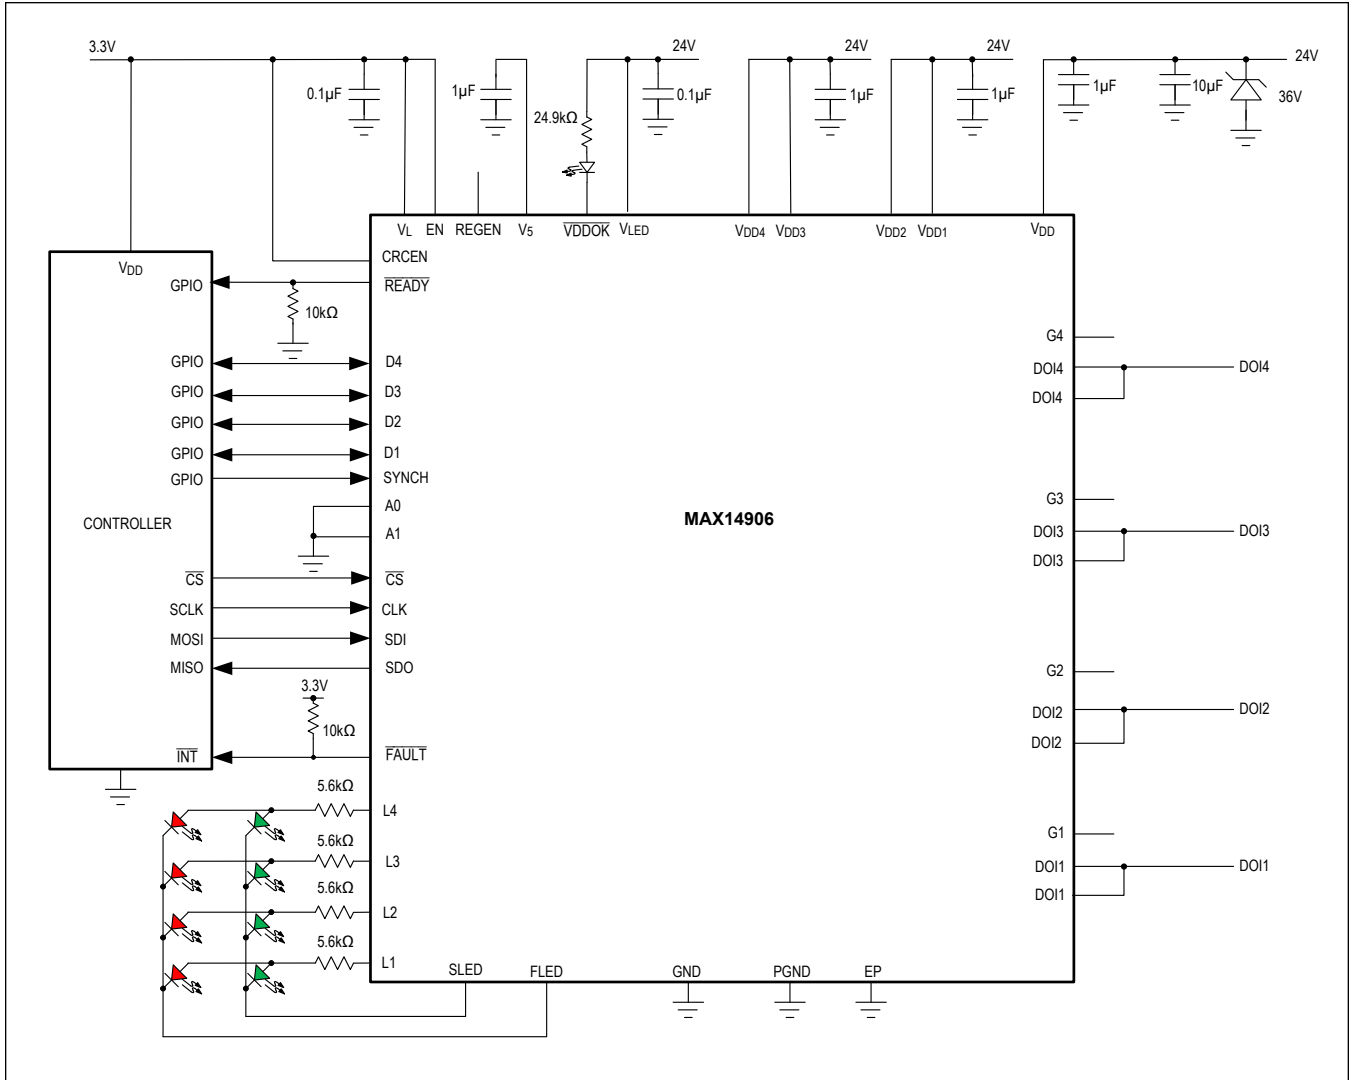 3.3V
24V
24V
24V
24V
0.1µF
1µF
0.1µF
1µF
1µF
1µF
10µF
36V
24.9kΩ
VL
EN
REGEN
V5
VDDOK
VLED
VDD4
VDD3
VDD2
VDD1
VDD
CRCEN
VDD
GPIO
READY
10kΩ
GPIO
D4
GPIO
D3
GPIO
D2
GPIO
D1
GPIO
SYNCH
A0
A1
CONTROLLER
MAX14906
CS
CS
SCLK
CLK
MOSI
SDI
MISO
SDO
3.3V
10kΩ
INT
FAULT
5.6kΩ
L4
5.6kΩ
L3
5.6kΩ
L2
5.6kΩ
L1
SLED
FLED
GND
PGND
EP
G4
DOI4
DOI4
DOI4
G3
DOI3
DOI3
DOI3
G2
DOI2
DOI2
DOI2
G1
DOI1
DOI1
DOI1